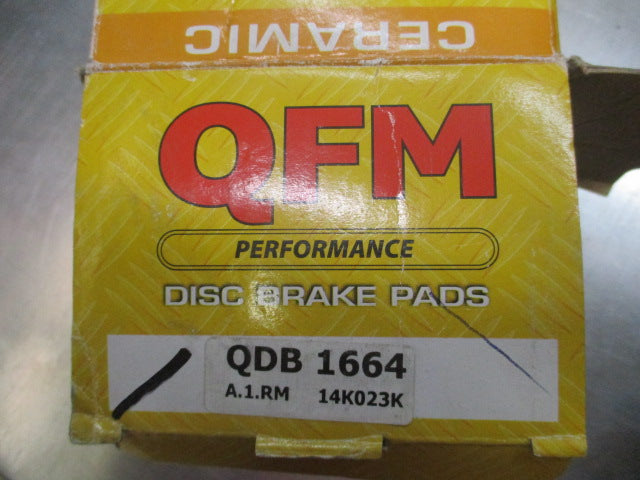 CERAMIC
QFM
PERFORMANCE
DISC BRAKE PADS
QDB 1664
A.1.RM 14K023K